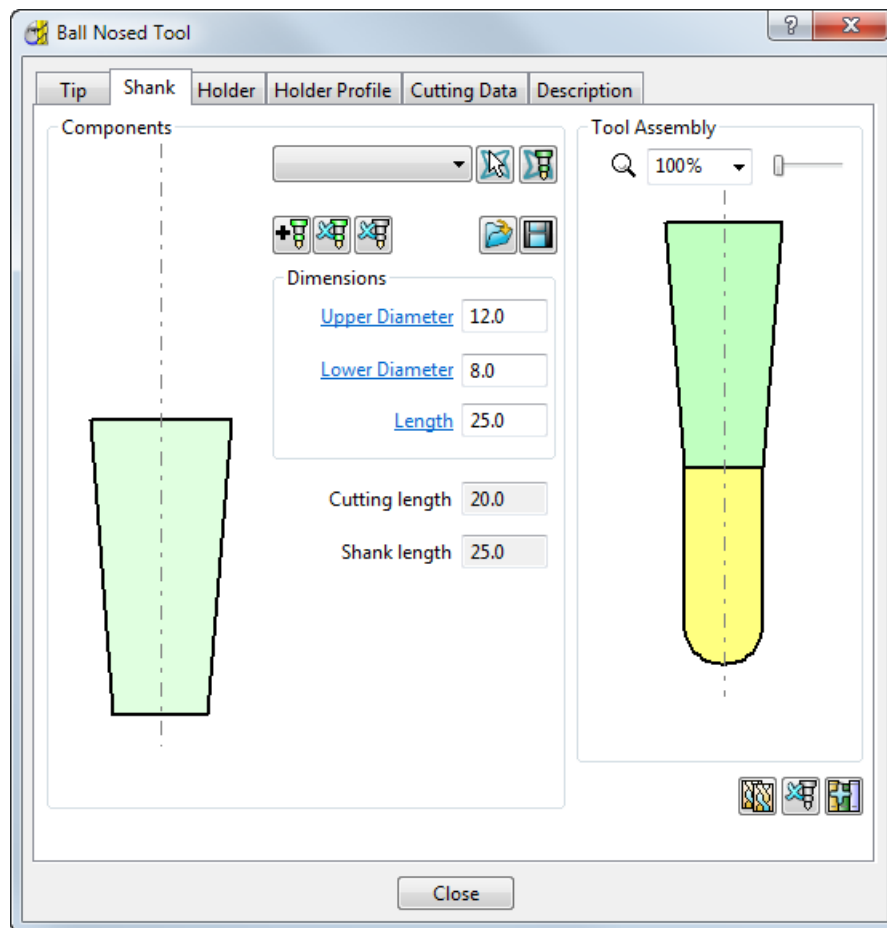 Ball Nosed Tool
Tip Shank Holder Holder Profile Cutting Data Description
Components
Tool Assembly
100%
Dimensions
Upper Diameter 12.0
Lower Diameter 8.0
Length 25.0
Cutting length 20.0
Shank length 25.0
Close